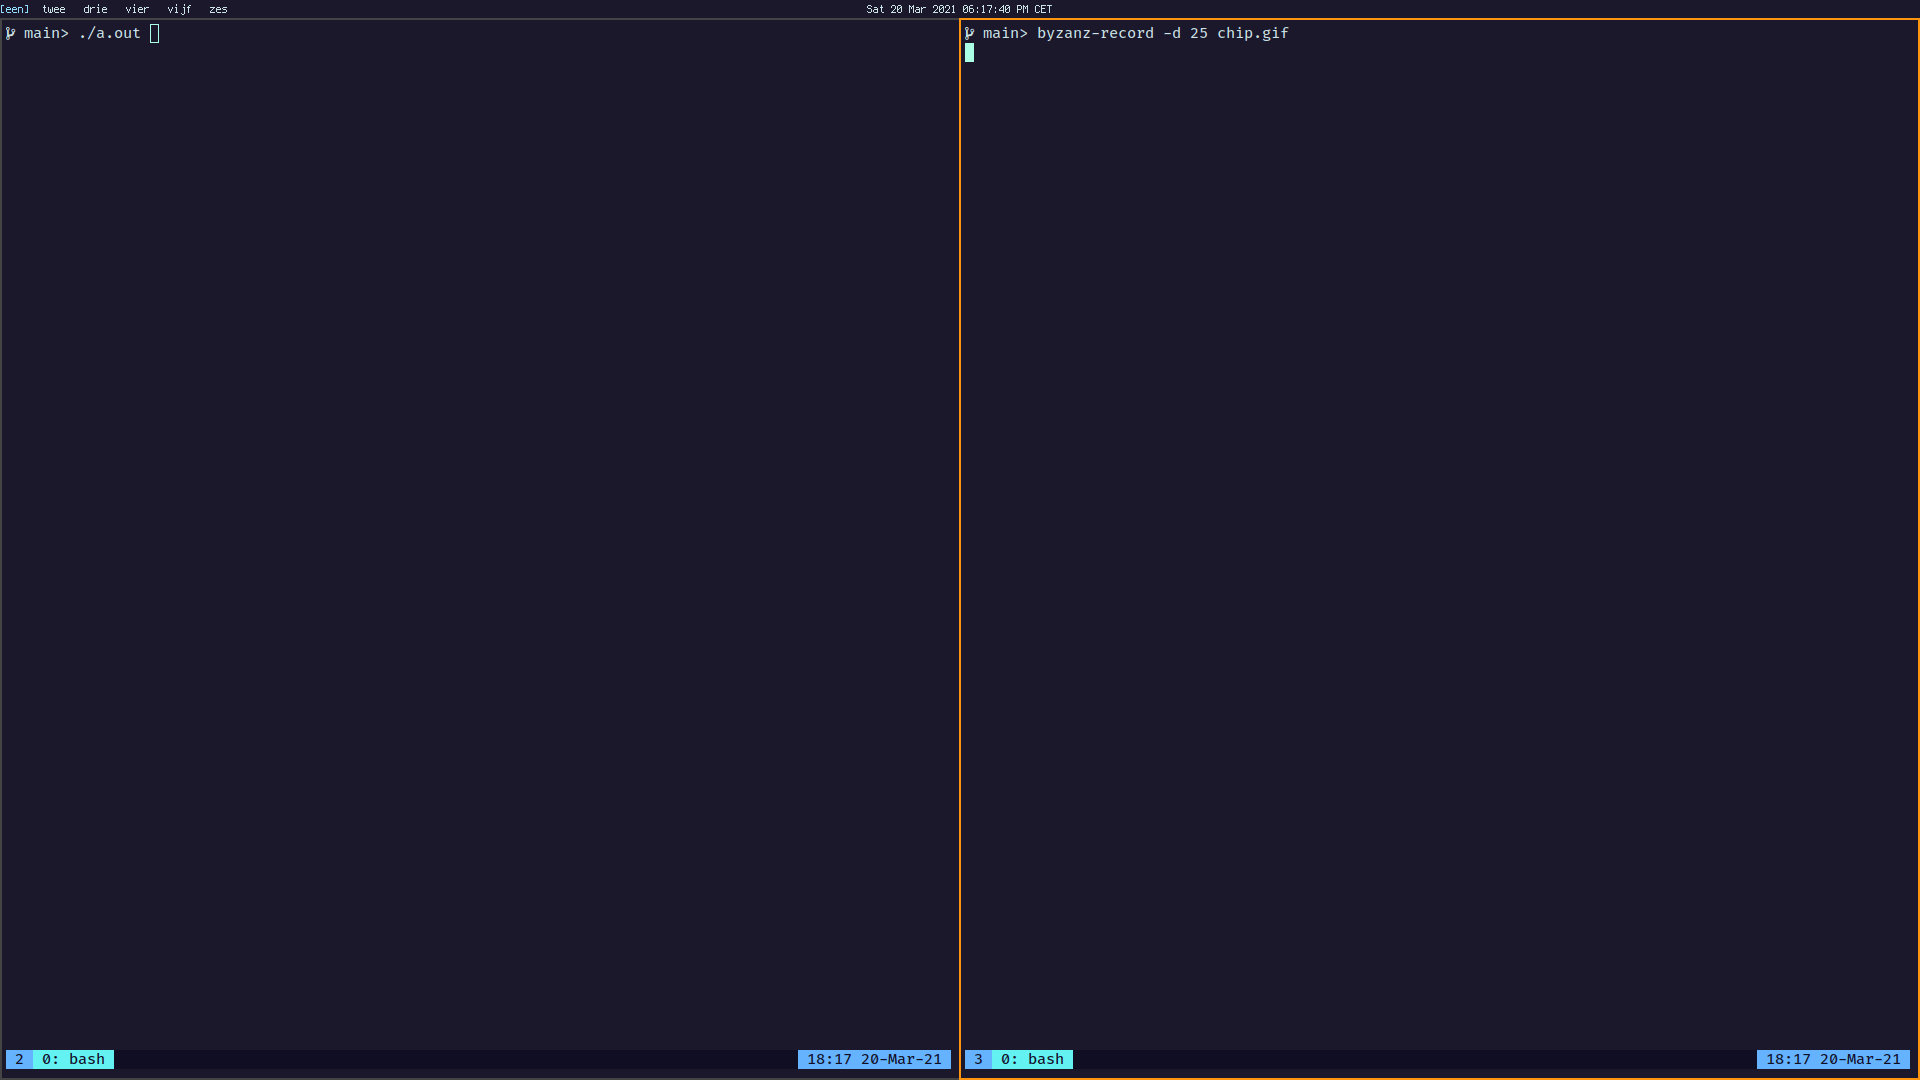 [een] twee drie vier vijf zes Sat 20 Mar 2021 06:17:40 PM CET
main> ./a.out
main> byzanz-record -d 25 chip.gif
2 0: bash 18:17 20-Mar-21
3 0: bash 18:17 20-Mar-21